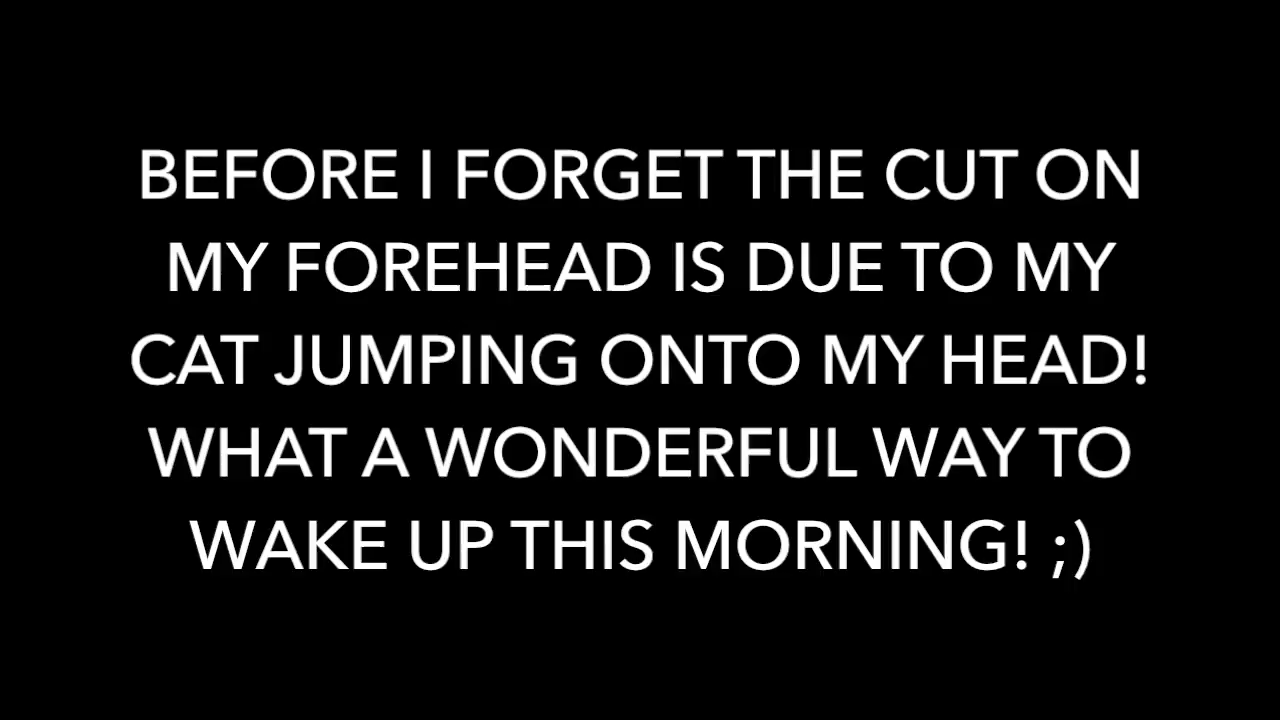 BEFORE I FORGET THE CUT ON
MY FOREHEAD IS DUE TO MY
CAT JUMPING ONTO MY HEAD!
WHAT A WONDERFUL WAY TO
WAKE UP THIS MORNING! ;)